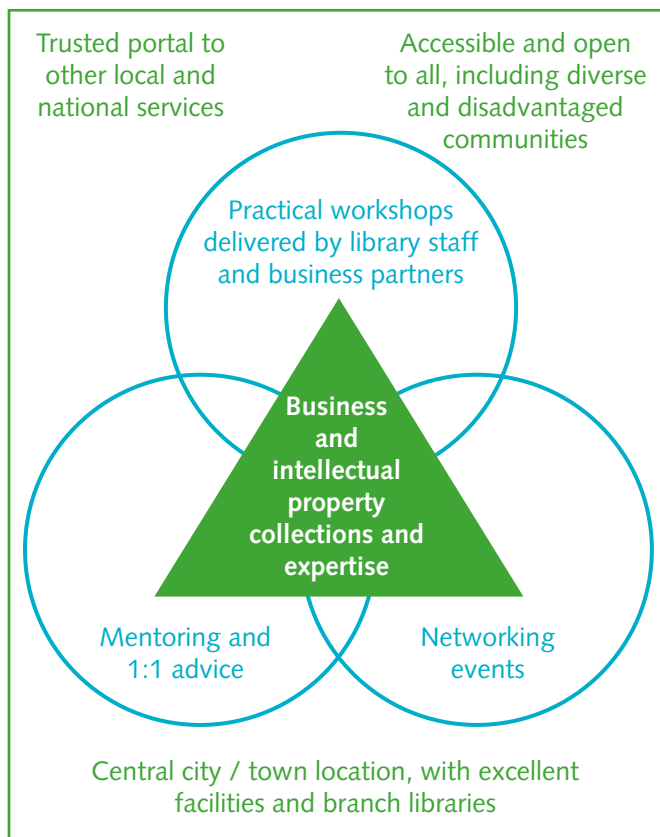 Trusted portal to
other local and
national services
Accessible and open
to all, including diverse
and disadvantaged
communities
Practical workshops
delivered by library staff
and business partners
Business
and
intellectual
property
collections and
expertise
Mentoring and
1:1 advice
Networking
events
Central city / town location, with excellent
facilities and branch libraries